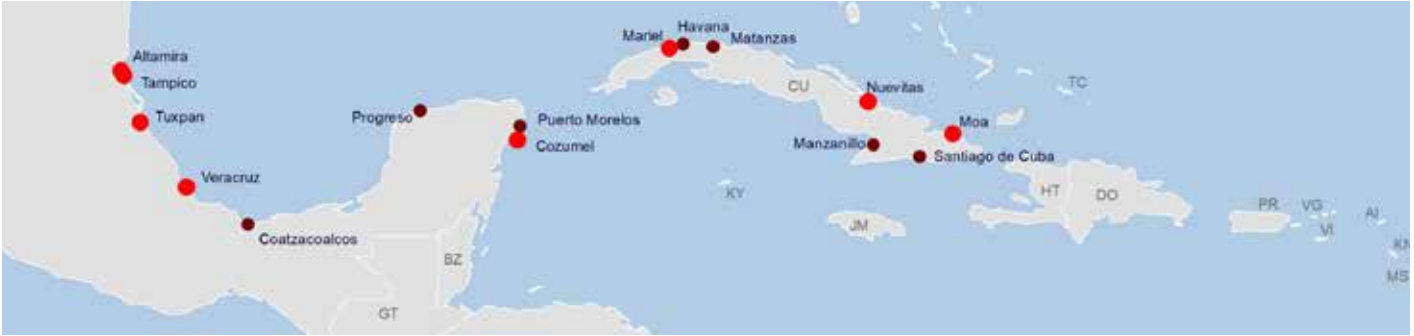 Altamira
Tampico
Tuxpan
Veracruz
Coatzacoalcos
Progreso
Puerto Morelos
Cozumel
Mariel
Havana
Matanzas
CU
Nuevitas
Moa
Manzanillo
Santiago de Cuba
TC
KY
JM
HT
DO
PR
VG
VI
AI
KN
MS
BZ
GT